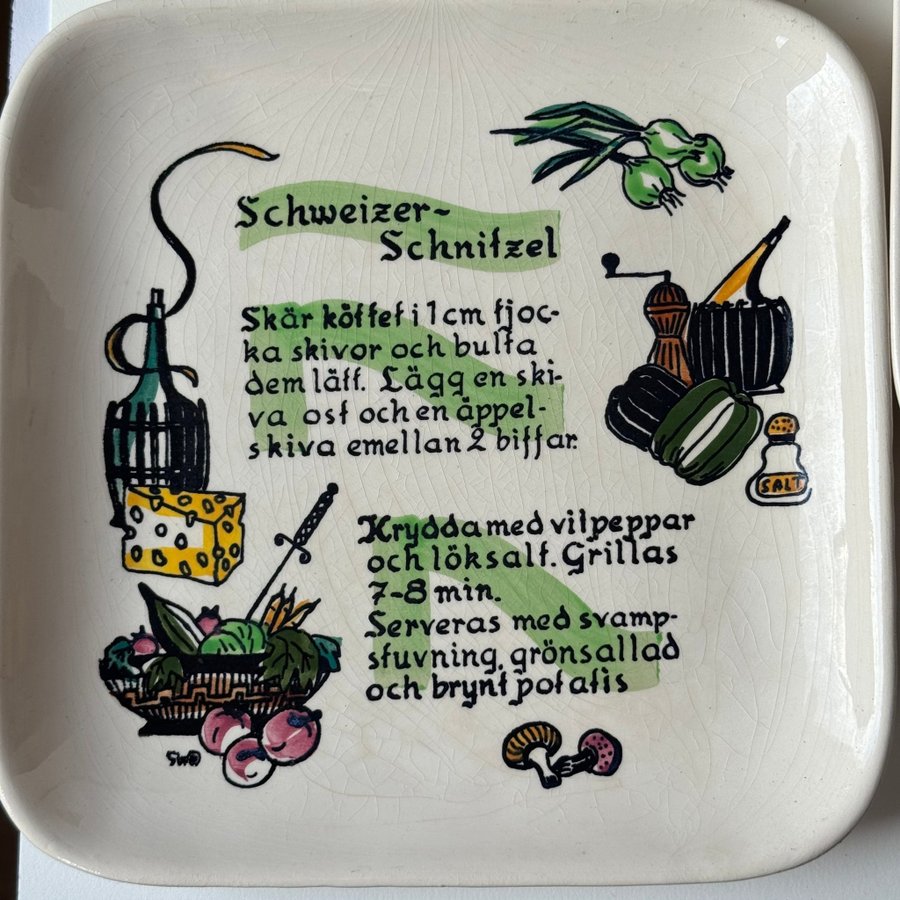 Schweizer-
Schnitzel
Skär köttet i 1 cm tjoc-
ka skivor och bulta
dem lätt. Lägg en ski-
va ost och en äppel-
skiva emellan 2 biffar.
Krydda med vitpeppar
och löksalt. Grillas
7-8 min.
Serveras med svamp-
stuvning, grönsallad
och brynt potatis
SALT